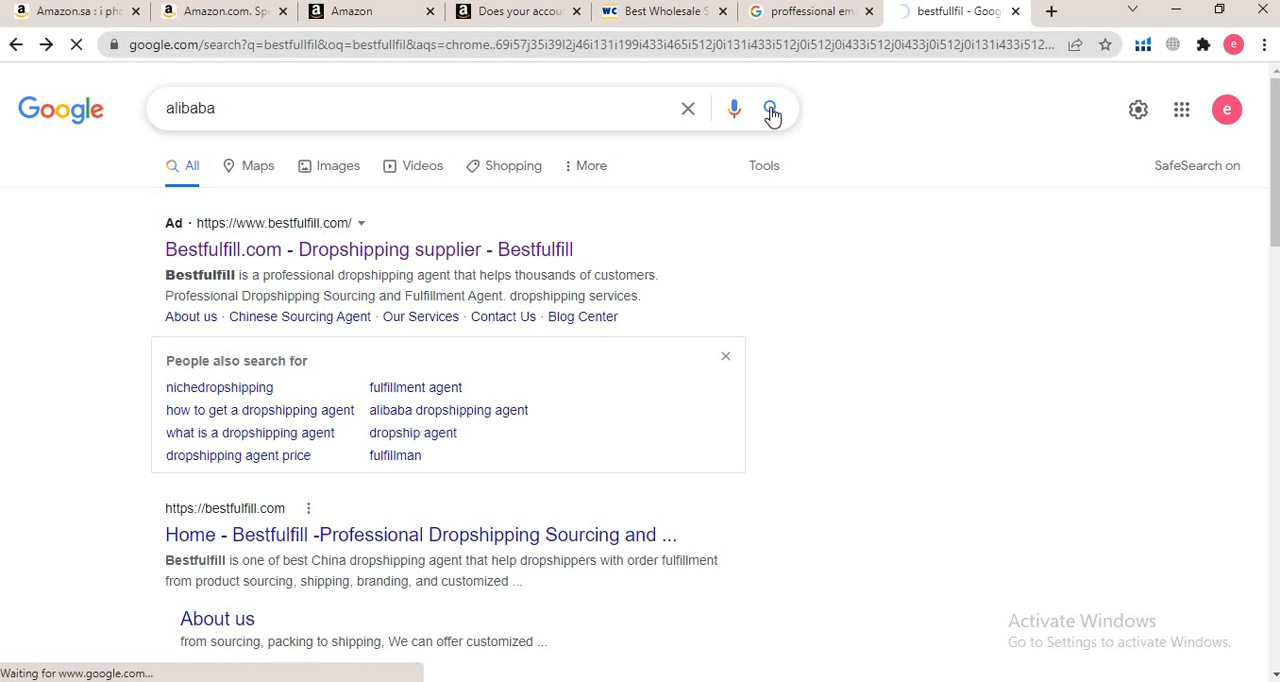 Amazon.sa : i pho
Amazon.com. Spe
Amazon
Does your accou
Best Wholesale S
proffessional em
bestfullfil - Goog
google.com/search?q=bestfullfil&oq=bestfullfil&aqs=chrome..69i57j35i39l2j46i131i199i433i465i512j0i131i433i512j0i512j0i433i512j0i433j0i512j0i131i433i512...
Google
alibaba
All
Maps
Images
Videos
Shopping
More
Tools
SafeSearch on
Ad · https://www.bestfulfill.com/
Bestfulfill.com - Dropshipping supplier - Bestfulfill
Bestfulfill is a professional dropshipping agent that helps thousands of customers.
Professional Dropshipping Sourcing and Fulfillment Agent. dropshipping services.
About us · Chinese Sourcing Agent · Our Services · Contact Us · Blog Center
People also search for
nichedropshipping
fulfillment agent
how to get a dropshipping agent
alibaba dropshipping agent
what is a dropshipping agent
dropship agent
dropshipping agent price
fulfillman
https://bestfulfill.com
Home - Bestfulfill -Professional Dropshipping Sourcing and ...
Bestfulfill is one of best China dropshipping agent that help dropshippers with order fulfillment
from product sourcing, shipping, branding, and customized ...
About us
from sourcing, packing to shipping, We can offer customized ...
Activate Windows
Go to Settings to activate Windows.
Waiting for www.google.com...